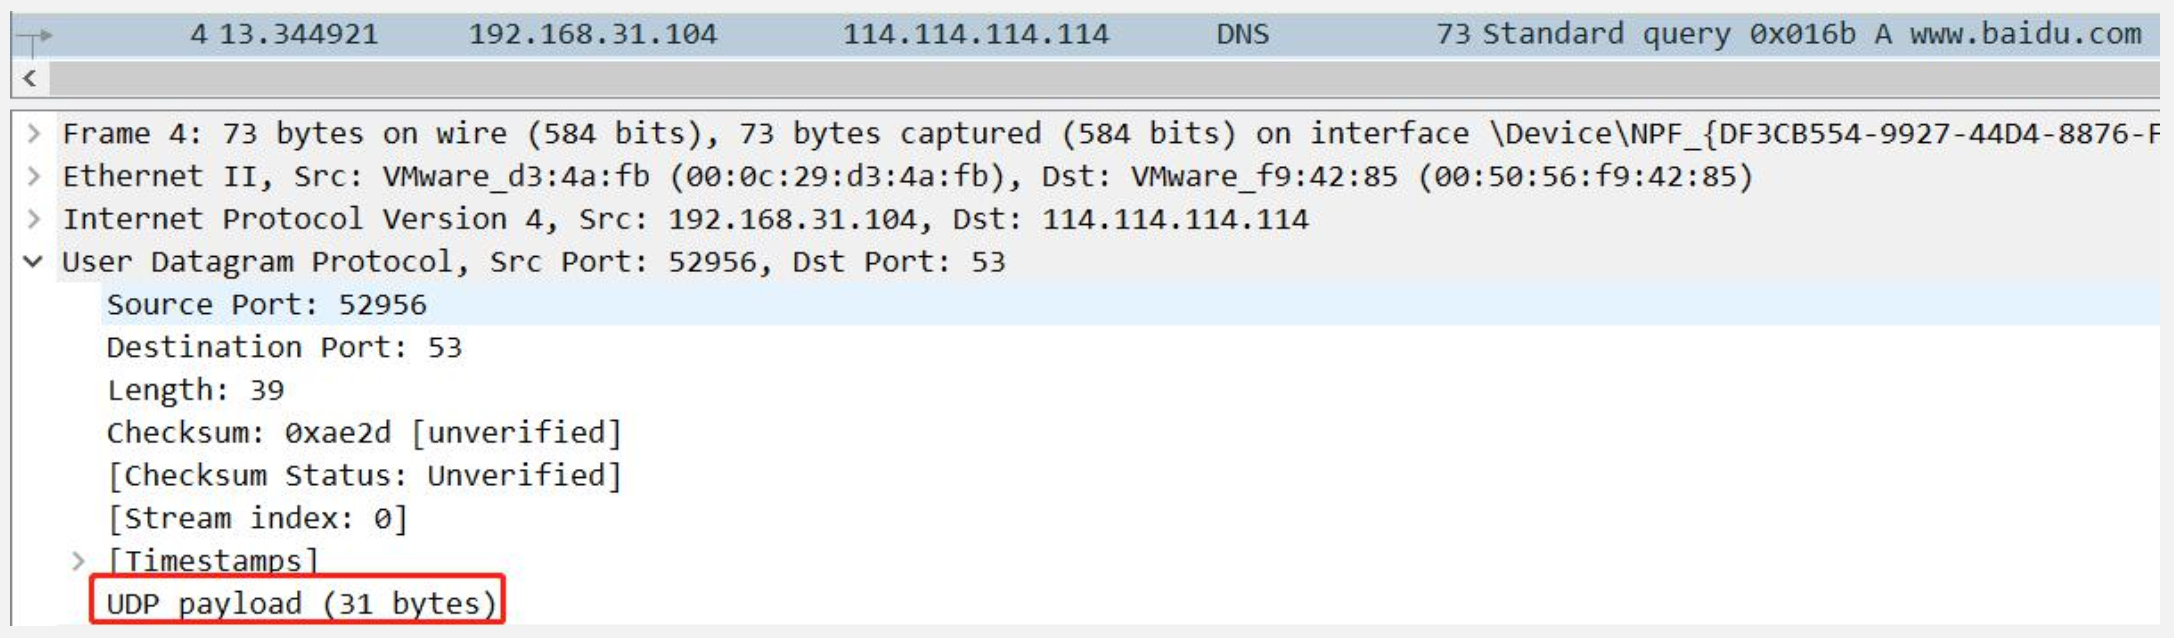 4 13.344921 192.168.31.104 114.114.114.114 DNS 73 Standard query 0x016b A www.baidu.com
Frame 4: 73 bytes on wire (584 bits), 73 bytes captured (584 bits) on interface \Device\NPF_{DF3CB554-9927-44D4-8876-F
Ethernet II, Src: VMware_d3:4a:fb (00:0c:29:d3:4a:fb), Dst: VMware_f9:42:85 (00:50:56:f9:42:85)
Internet Protocol Version 4, Src: 192.168.31.104, Dst: 114.114.114.114
User Datagram Protocol, Src Port: 52956, Dst Port: 53
Source Port: 52956
Destination Port: 53
Length: 39
Checksum: 0xae2d [unverified]
[Checksum Status: Unverified]
[Stream index: 0]
[Timestamps]
UDP payload (31 bytes)